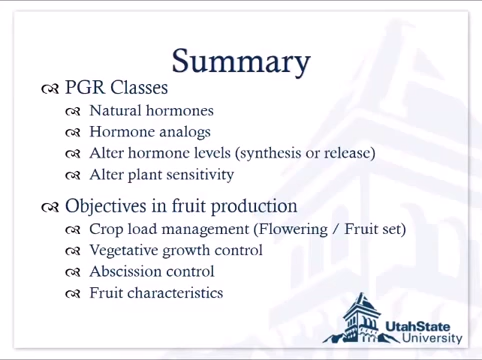 Summary
PGR Classes
Natural hormones
Hormone analogs
Alter hormone levels (synthesis or release)
Alter plant sensitivity
Objectives in fruit production
Crop load management (Flowering / Fruit set)
Vegetative growth control
Abscission control
Fruit characteristics
UtahState
University